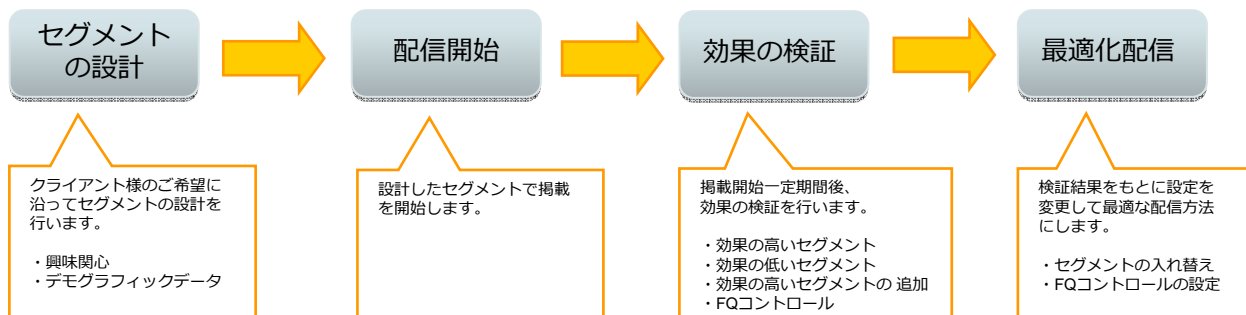 セグメント
の設計
配信開始
効果の検証
最適化配信
クライアント様のご希望に
沿ってセグメントの設計を
行います。
・興味関心
・デモグラフィックデータ
設計したセグメントで掲載
を開始します。
掲載開始一定期間後、
効果の検証を行います。
・効果の高いセグメント
・効果の低いセグメント
・効果の高いセグメントの 追加
・FQコントロール
検証結果をもとに設定を
変更して最適な配信方法
にします。
・セグメントの入れ替え
・FQコントロールの設定